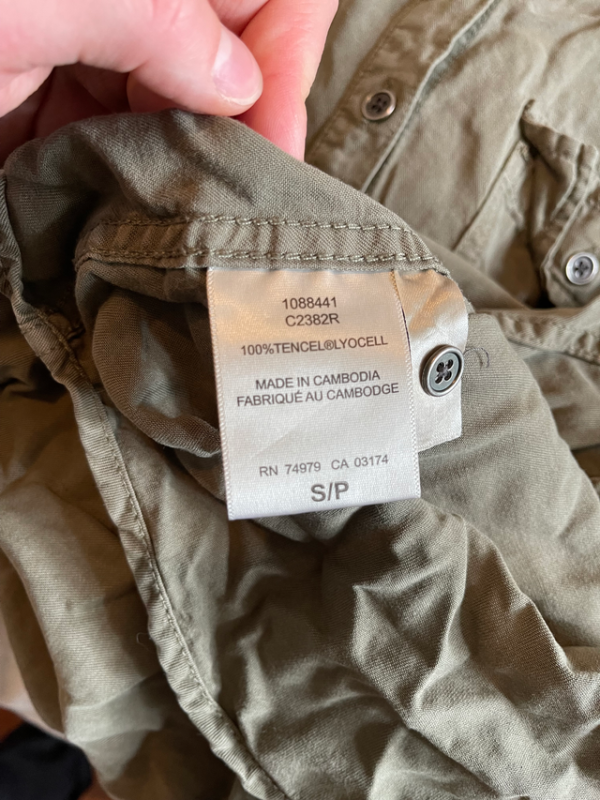 1088441
C2382R
100%TENCEL®LYOCELL
MADE IN CAMBODIA
FABRIQUÉ AU CAMBODGE
RN 74979 CA 03174
S/P